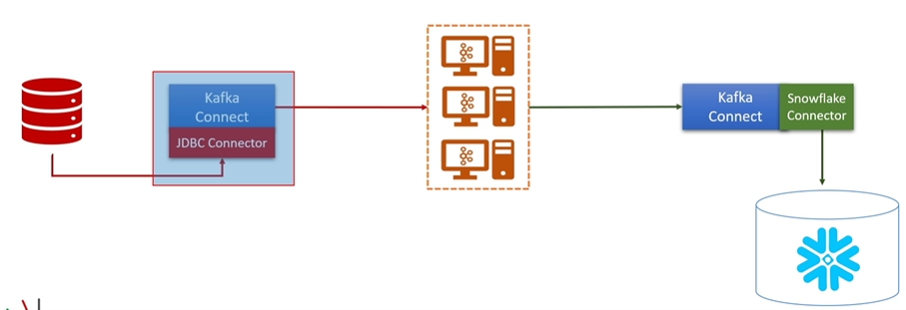 Kafka
Connect
JDBC Connector
Kafka
Connect
Snowflake
Connector